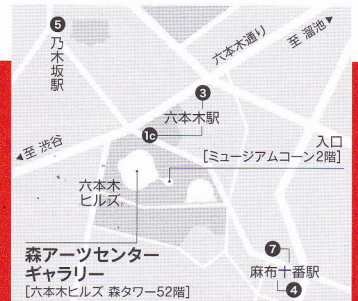 5
乃木坂駅
六本木通り
至 溜池▶
3
六本木駅
1c
◀至 渋谷
入口
[ミュージアムコーン2階]
六本木
ヒルズ
森アーツセンター
ギャラリー
[六本木ヒルズ 森タワー52階]
7
麻布十番駅
4